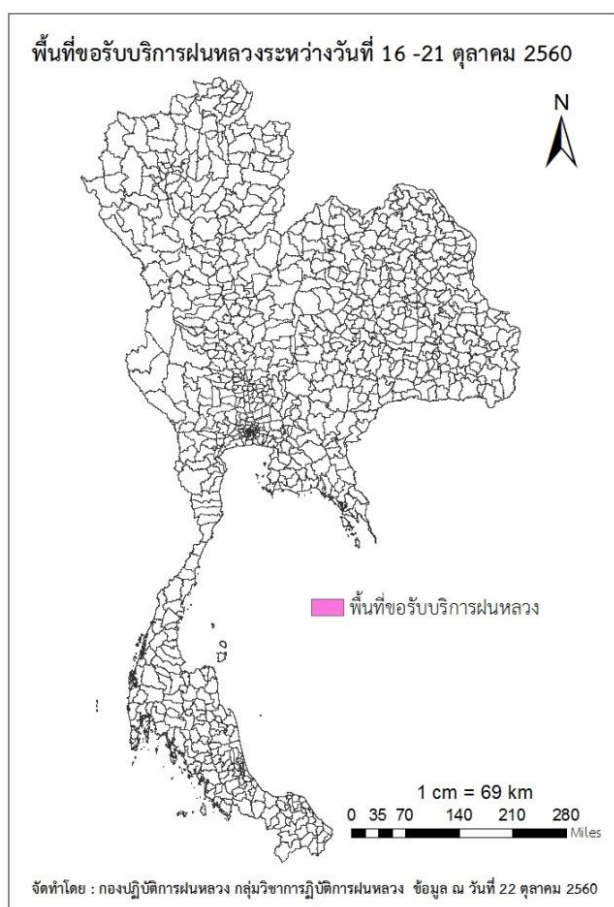 พื้นที่ขอรับบริการฝนหลวงระหว่างวันที่ 16 -21 ตุลาคม 2560
N
พื้นที่ขอรับบริการฝนหลวง
1 cm = 69 km
0 35 70 140 210 280
Miles
จัดทำโดย : กองปฏิบัติการฝนหลวง กลุ่มวิชาการฏิบัติการฝนหลวง ข้อมูล ณ วันที่ 22 ตุลาคม 2560